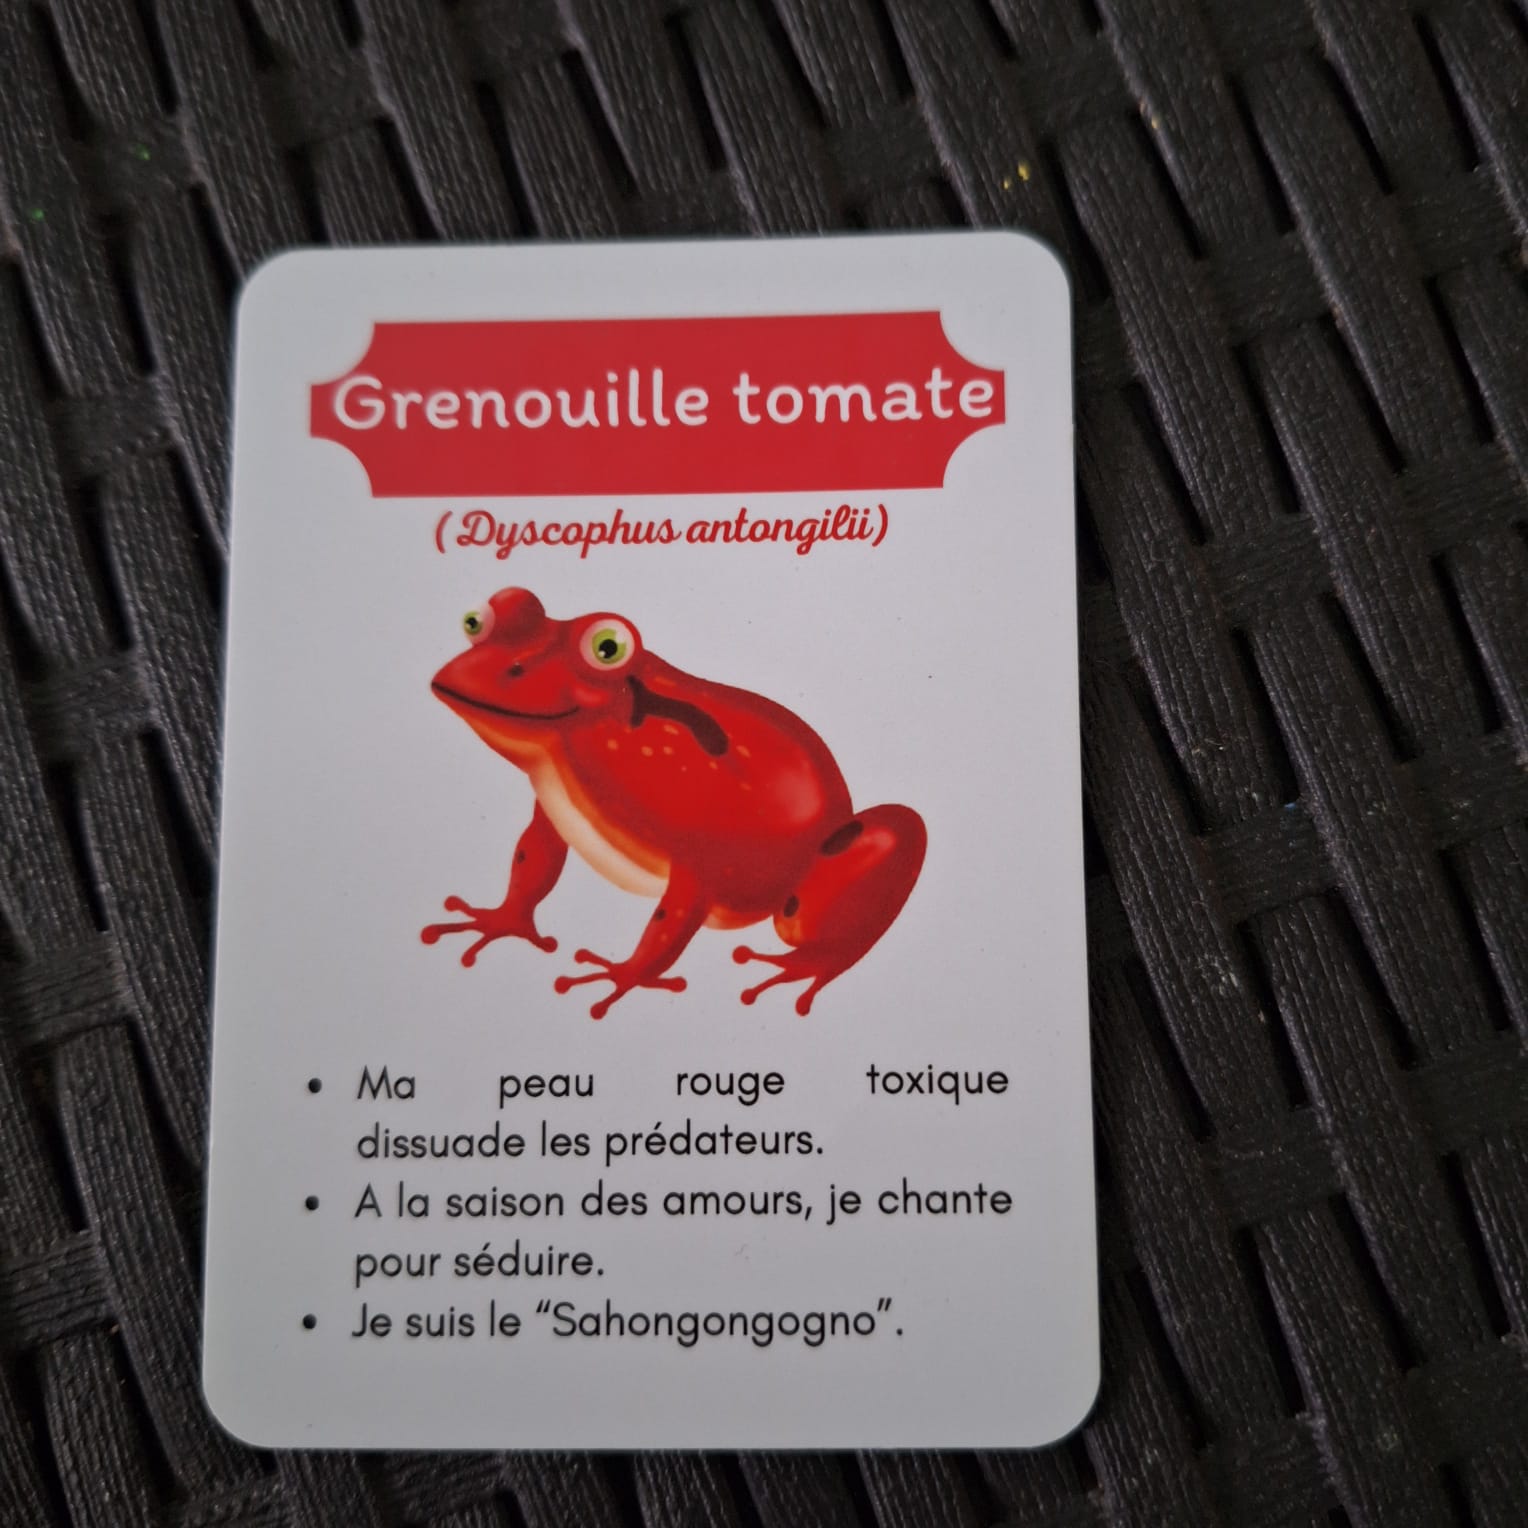 Grenouille tomate
(Dyscophus antongilii)
• Ma peau rouge toxique
dissuade les prédateurs.
• A la saison des amours, je chante
pour séduire.
• Je suis le “Sahongongogno”.